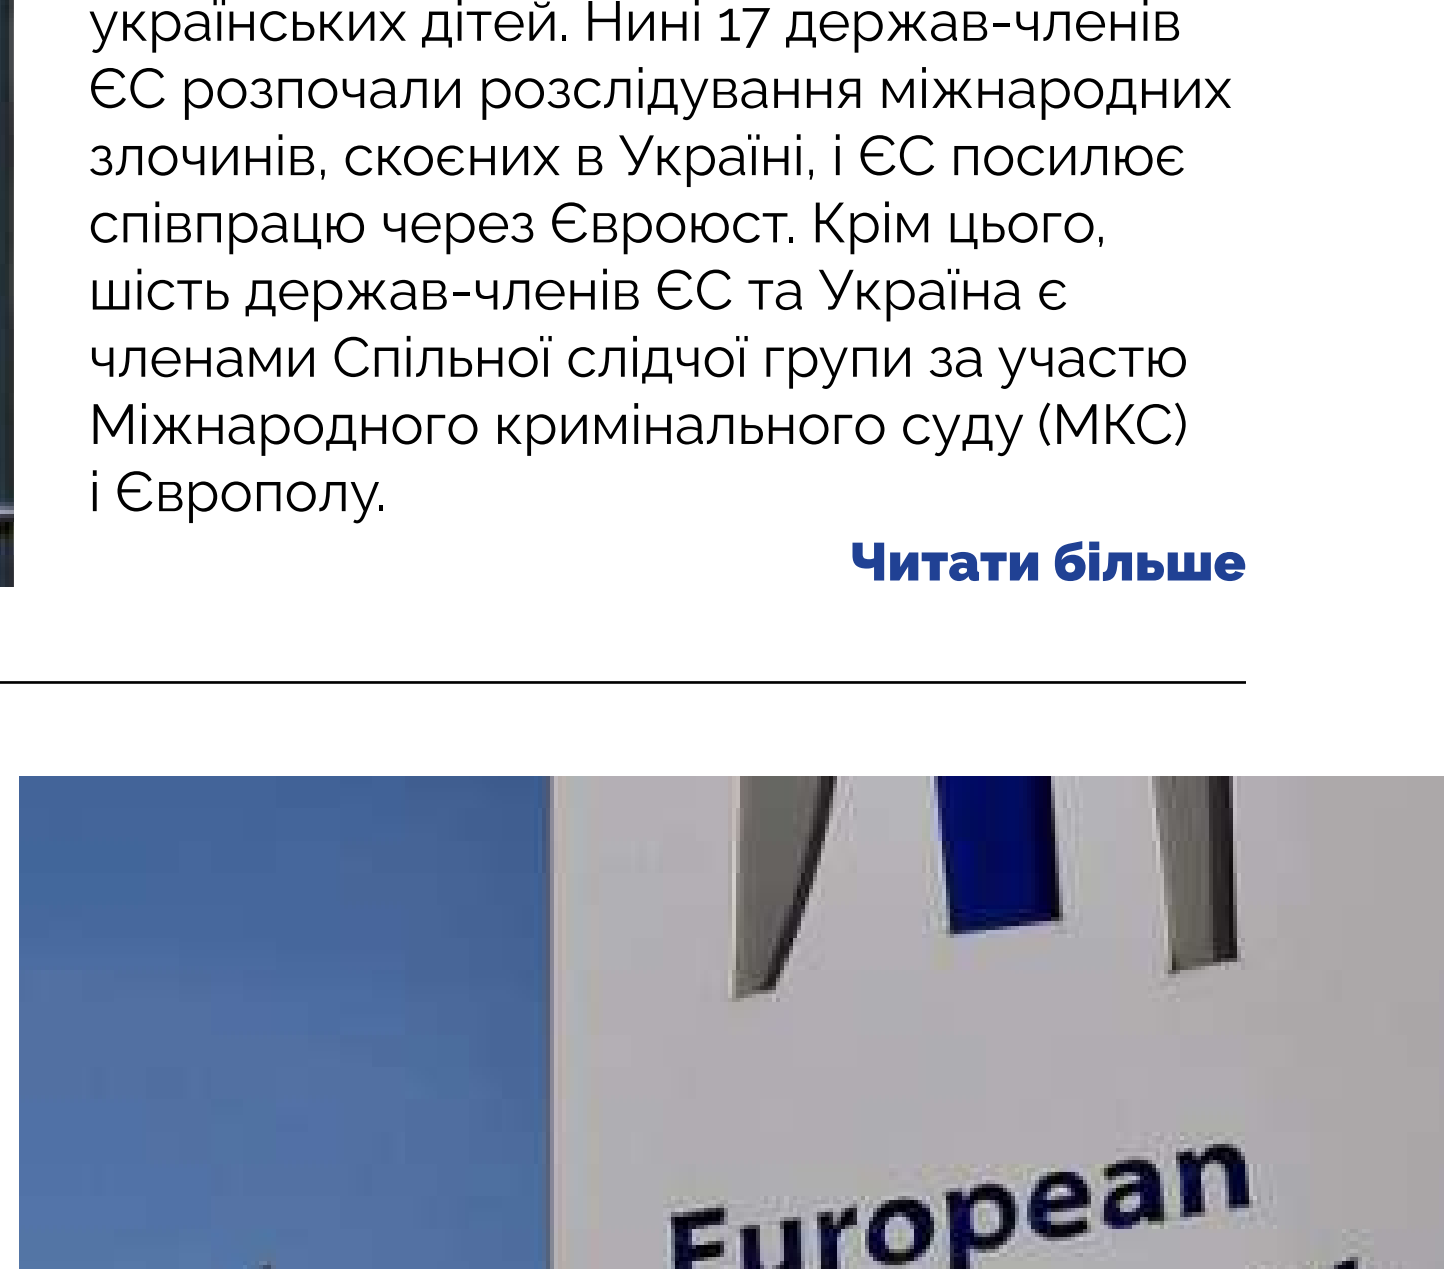 українських дітей. Нині 17 держав-членів
ЄС розпочали розслідування міжнародних
злочинів, скоєних в Україні, і ЄС посилює
співпрацю через Євроюст. Крім цього,
шість держав-членів ЄС та Україна є
членами Спільної слідчої групи за участю
Міжнародного кримінального суду (МКС)
і Європолу.
Читати більше
European